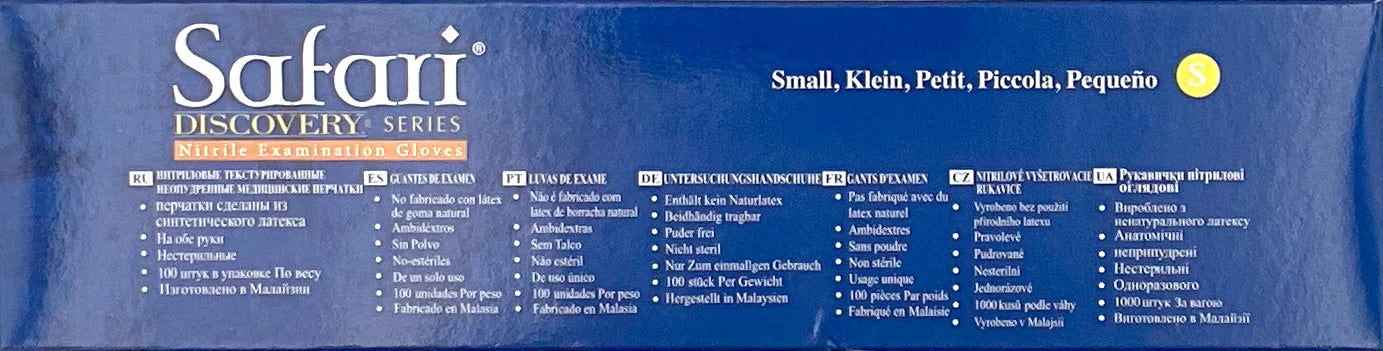 Safari®
DISCOVERY® SERIES
Nitrile Examination Gloves
Small, Klein, Petit, Piccola, Pequeño
S
RU НИТРИЛОВЫЕ ТЕКСТУРИРОВАННЫЕ
НЕОПУДРЕННЫЕ МЕДИЦИНСКИЕ ПЕРЧАТКИ
• перчатки сделаны из
синтетического латекса
• На обе руки
• Нестерильные
• 100 штук в упаковке По весу
• Изготовлено в Малайзии
ES GUANTES DE EXAMEN
• No fabricado con látex
de goma natural
• Ambidéxtros
• Sin Polvo
• No-estériles
• De un solo uso
• 100 unidades Por peso
• Fabricado en Malasia
PT LUVAS DE EXAME
• Não é fabricado com
latex de borracha natural
• Ambidextras
• Sem Talco
• Não estéril
• De uso único
• 100 unidades Por peso
• Fabricado em Malasia
DE UNTERSUCHUNGSHANDSCHUHE
• Enthält kein Naturlatex
• Beidhändig tragbar
• Puder frei
• Nicht steril
• Nur Zum einmallgen Gebrauch
• 100 stück Per Gewicht
• Hergestellt in Malaysien
FR GANTS D'EXAMEN
• Pas fabriqué avec du
latex naturel
• Ambidextres
• Sans poudre
• Non stérile
• Usage unique
• 100 pièces Par poids
• Fabriqué en Malaisie
CZ NITRILOVÉ VYŠETROVACIE
RUKAVICE
• Vyrobeno bez použití
přírodního latexu
• Pravolevé
• Pudrované
• Nesterilní
• Jednorázové
• 1000 kusů podle váhy
• Vyrobeno v Malajsii
UA Рукавички нітрилові
оглядові
• Вироблено з
ненатурального латексу
• Анатомічні
• неприпудрені
• Нестерильні
• Одноразового
• 1000 штук За вагою
• Виготовлено в Малайзії